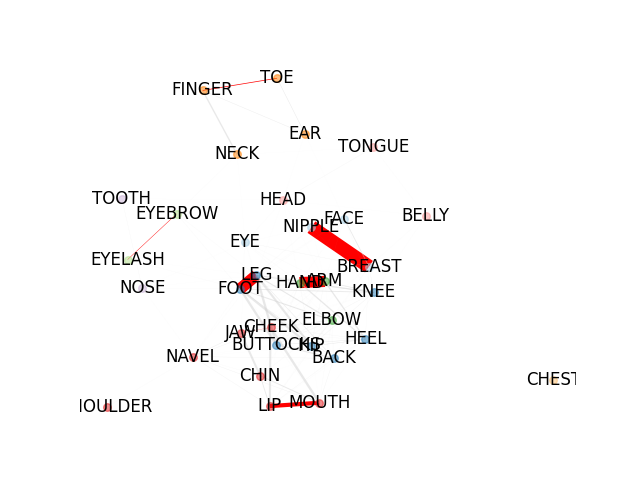 TOE
FINGER
EAR
NECK
TONGUE
TOOTH
HEAD
EYEBROW
FACE
BELLY
NIPPLE
EYE
EYELASH
BREAST
LEG
FOOT
HAND
ARM
NOSE
KNEE
ELBOW
CHEEK
JAW
HEEL
BUTTOCKS
HIP
NAVEL
BACK
CHIN
CHEST
LIP
MOUTH
HOULDER